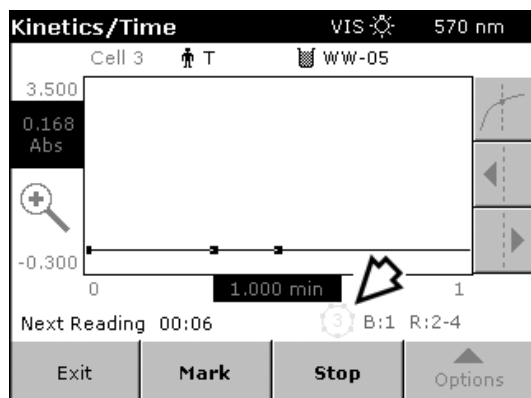 Kinetics/Time VIS 570 nm
Cell 3 T WW-05
3.500
0.168
Abs
-0.300
0 1.000 min 1
Next Reading 00:06 3 B:1 R:2-4
Exit Mark Stop Options